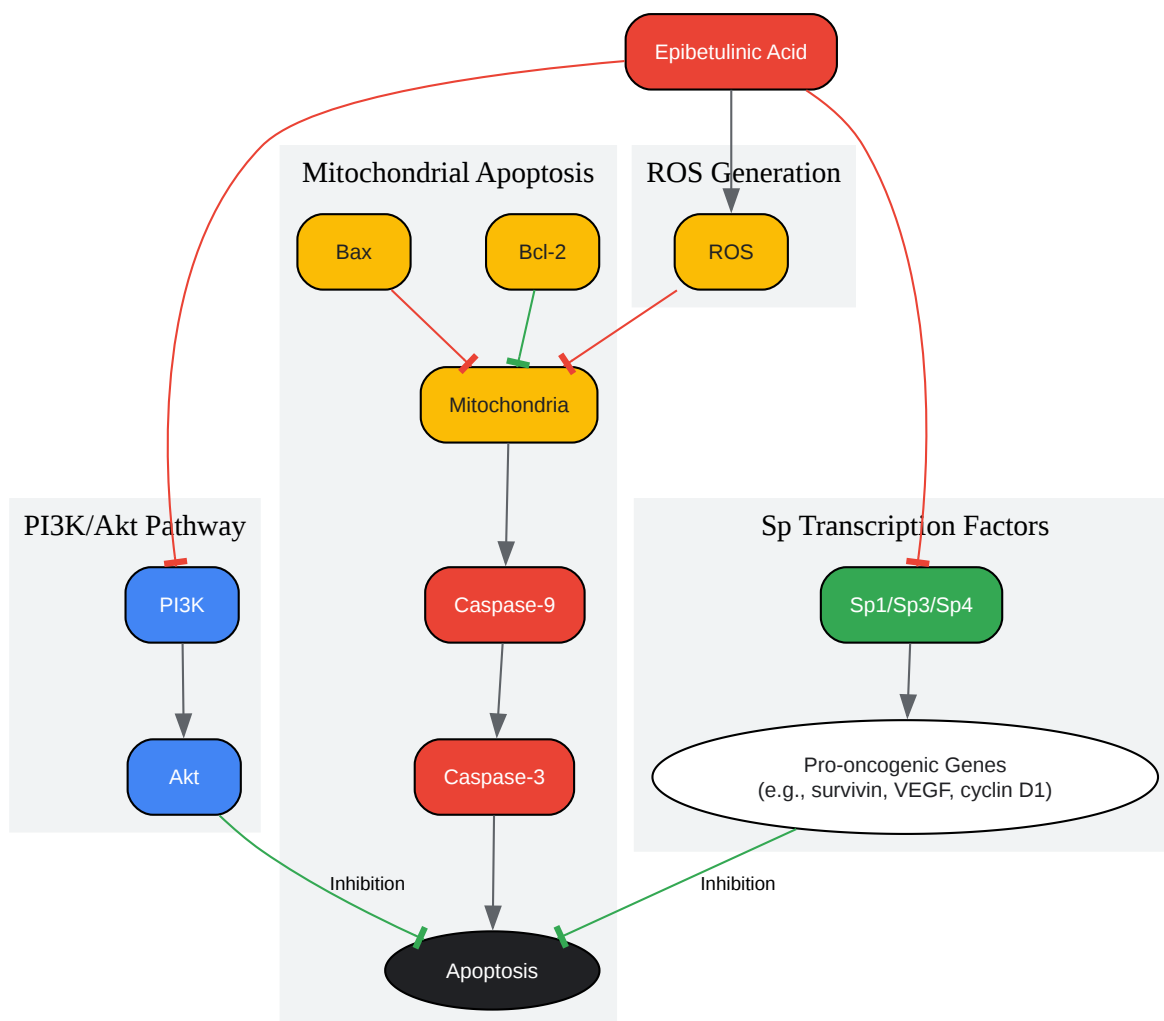 Epibetulinic Acid
Mitochondrial Apoptosis
ROS Generation
Bax
Bcl-2
ROS
Mitochondria
PI3K/Akt Pathway
Sp Transcription Factors
PI3K
Caspase-9
Sp1/Sp3/Sp4
Akt
Caspase-3
Pro-oncogenic Genes
(e.g., survivin, VEGF, cyclin D1)
Inhibition
Inhibition
Apoptosis